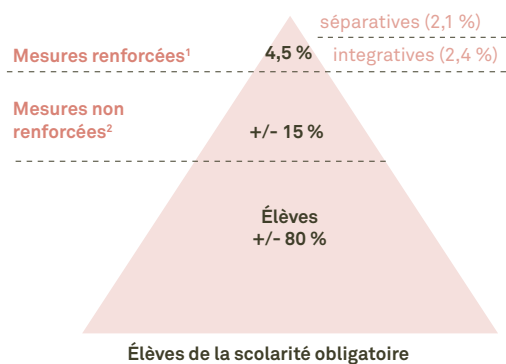 séparatives (2,1 %)
Mesures renforcées¹
4,5 %
integratives (2,4 %)
Mesures non
renforcées²
+/- 15 %
Élèves
+/- 80 %
Élèves de la scolarité obligatoire